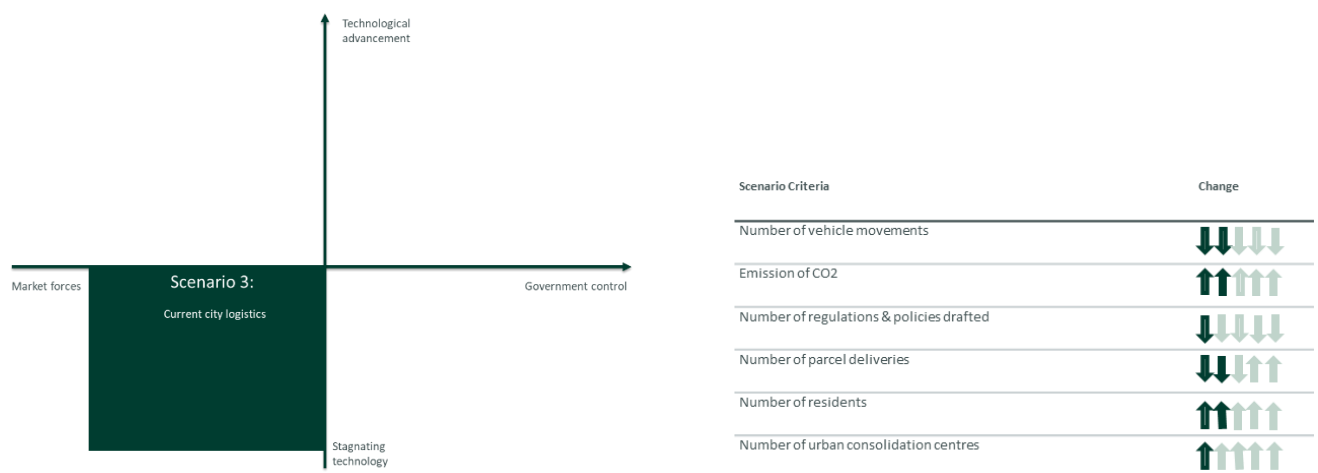 Technological
advancement
Market forces
Government control
Scenario 3:
Current city logistics
Stagnating
technology
Scenario Criteria Change
Number of vehicle movements
Emission of CO2
Number of regulations & policies drafted
Number of parcel deliveries
Number of residents
Number of urban consolidation centres